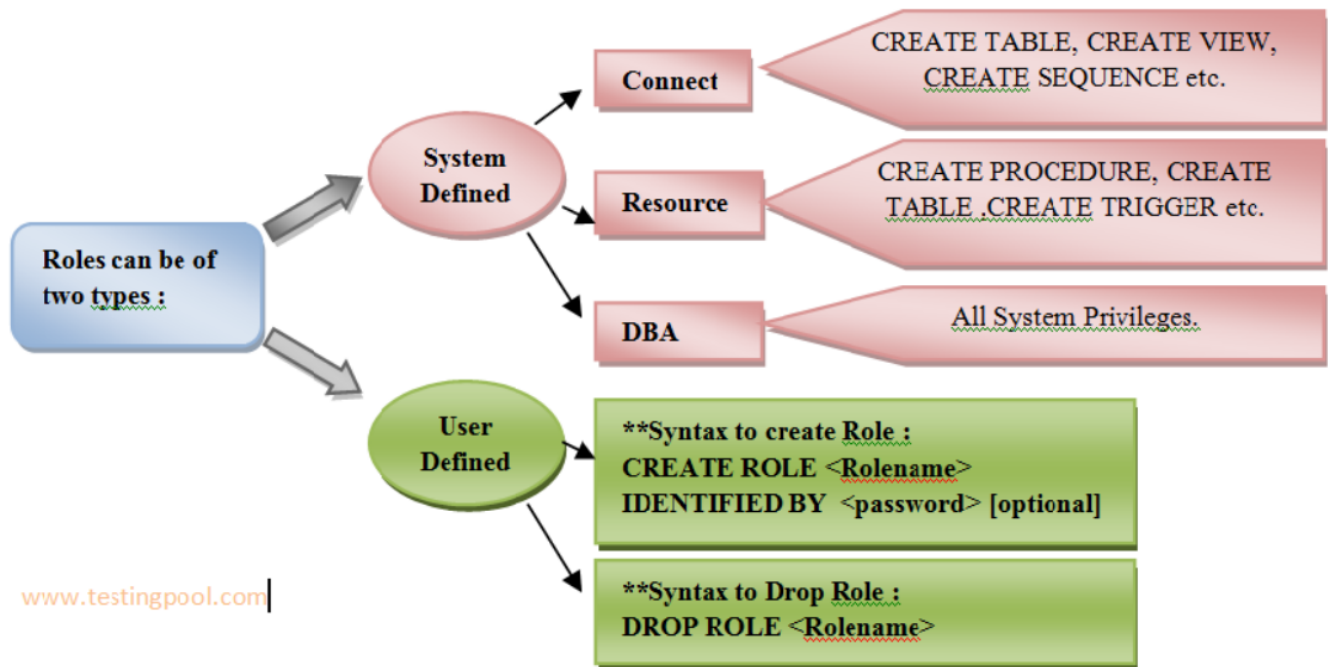 Roles can be of
two types :
System
Defined
Connect
CREATE TABLE, CREATE VIEW,
CREATE SEQUENCE etc.
Resource
CREATE PROCEDURE, CREATE
TABLE .CREATE TRIGGER etc.
DBA
All System Privileges.
User
Defined
**Syntax to create Role :
CREATE ROLE <Rolename>
IDENTIFIED BY <password> [optional]
**Syntax to Drop Role :
DROP ROLE <Rolename>
www.testingpool.com